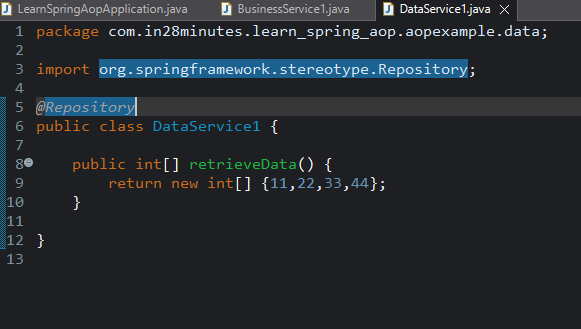 LearnSpringAopApplication.java BusinessService1.java DataService1.java
1 package com.in28minutes.learn_spring_aop.aopexample.data;
2
3 import org.springframework.stereotype.Repository;
4
5 @Repository
6 public class DataService1 {
7
8 public int[] retrieveData() {
9 return new int[] {11,22,33,44};
10 }
11
12 }
13